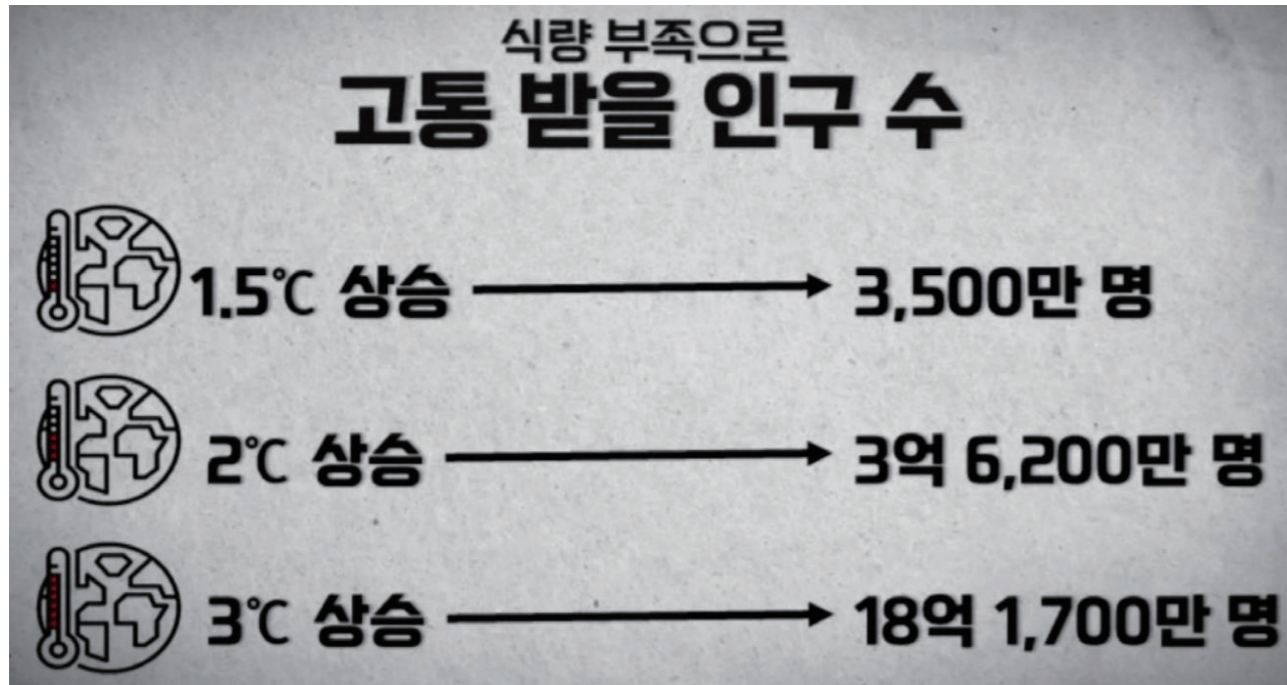 식량 부족으로
고통 받을 인구 수
1.5℃ 상승 3,500만 명
2℃ 상승 3억 6,200만 명
3℃ 상승 18억 1,700만 명